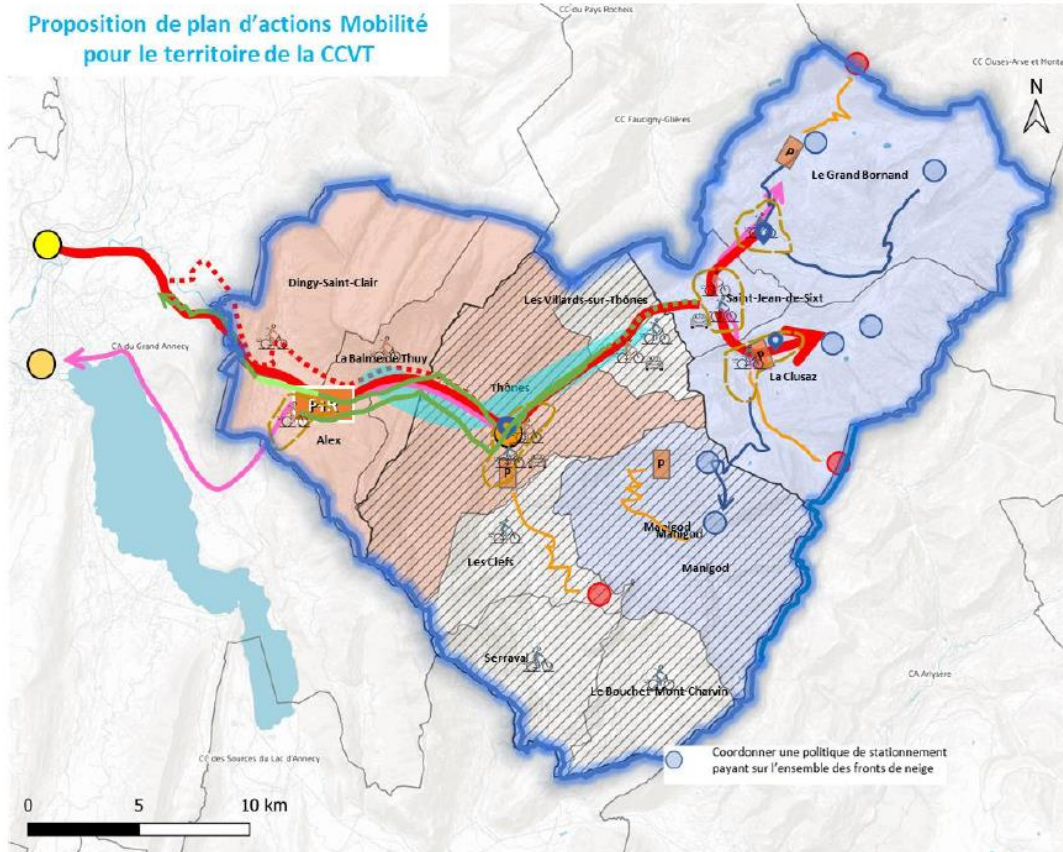 Proposition de plan d'actions Mobilité
pour le territoire de la CCVT
CC du Pays Rochois
CC Cluses-Arve et Monta
N
CC Faucigny-Glières
P
Le Grand Bornand
Dingy-Saint-Clair
Les Villards-sur-Thônes
Saint-Jean-de-Sixt
CA du Grand Annecy
La Balme de Thuy
P
La Clusaz
Thônes
P+R
Alex
P
P
Manigod
Manigod
Les Clefs
Manigod
Serraval
Le Bouchet-Mont-Charvin
CA Arlysère
CC des Sources du Lac d'Annecy
Coordonner une politique de stationnement
payant sur l'ensemble des fronts de neige
0 5 10 km